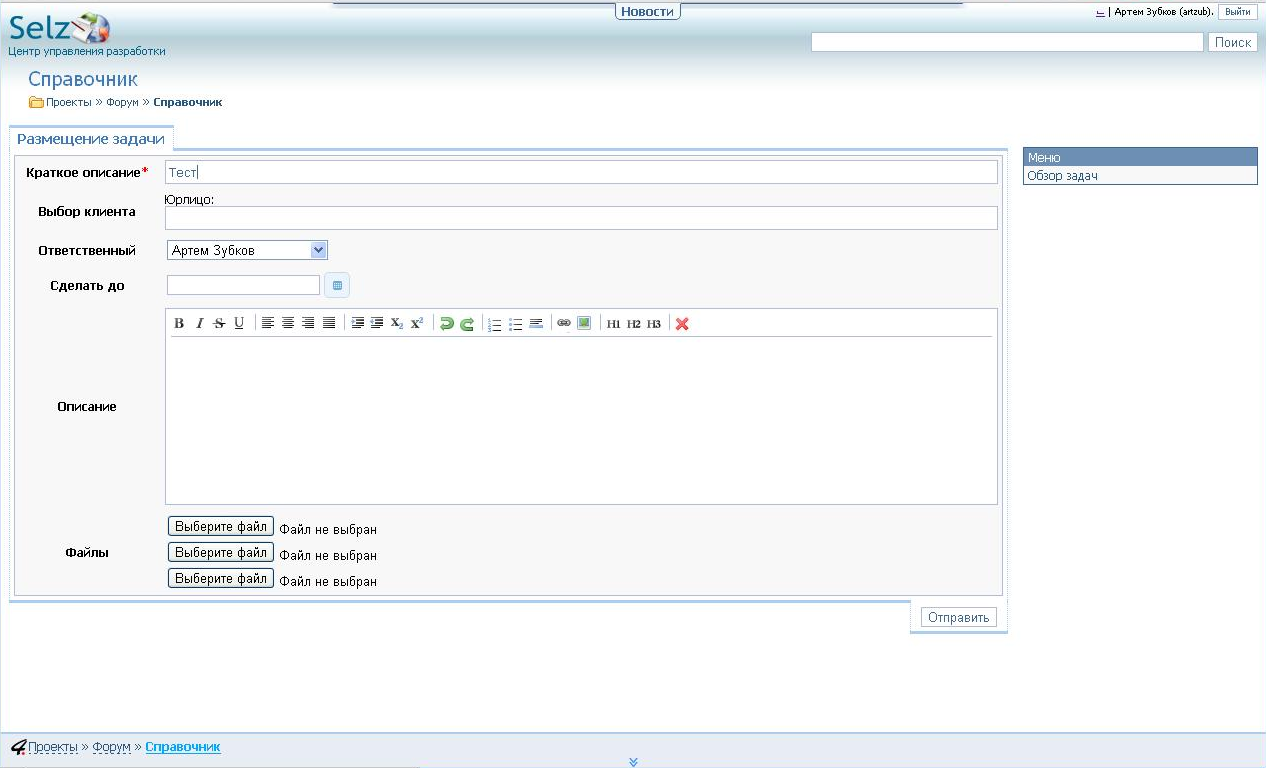 Новости
Артем Зубков (artzub). Выйти
Selz
Центр управления разработки
Поиск
Справочник
Проекты » Форум » Справочник
Размещение задачи
Меню
Обзор задач
Краткое описание* Тест
Выбор клиента Юрлицо:
Ответственный Артем Зубков
Сделать до
B I S U X₂ X² H1 H2 H3
Описание
Файлы
Выберите файл Файл не выбран
Выберите файл Файл не выбран
Выберите файл Файл не выбран
Отправить
Проекты » Форум » Справочник